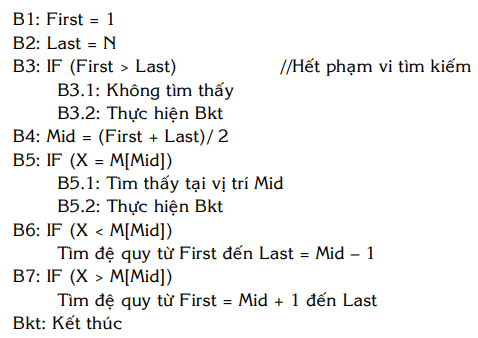 B1: First = 1
B2: Last = N
B3: IF (First > Last) //Hết phạm vi tìm kiếm
B3.1: Không tìm thấy
B3.2: Thực hiện Bkt
B4: Mid = (First + Last)/ 2
B5: IF (X = M[Mid])
B5.1: Tìm thấy tại vị trí Mid
B5.2: Thực hiện Bkt
B6: IF (X < M[Mid])
Tìm đệ quy từ First đến Last = Mid – 1
B7: IF (X > M[Mid])
Tìm đệ quy từ First = Mid + 1 đến Last
Bkt: Kết thúc